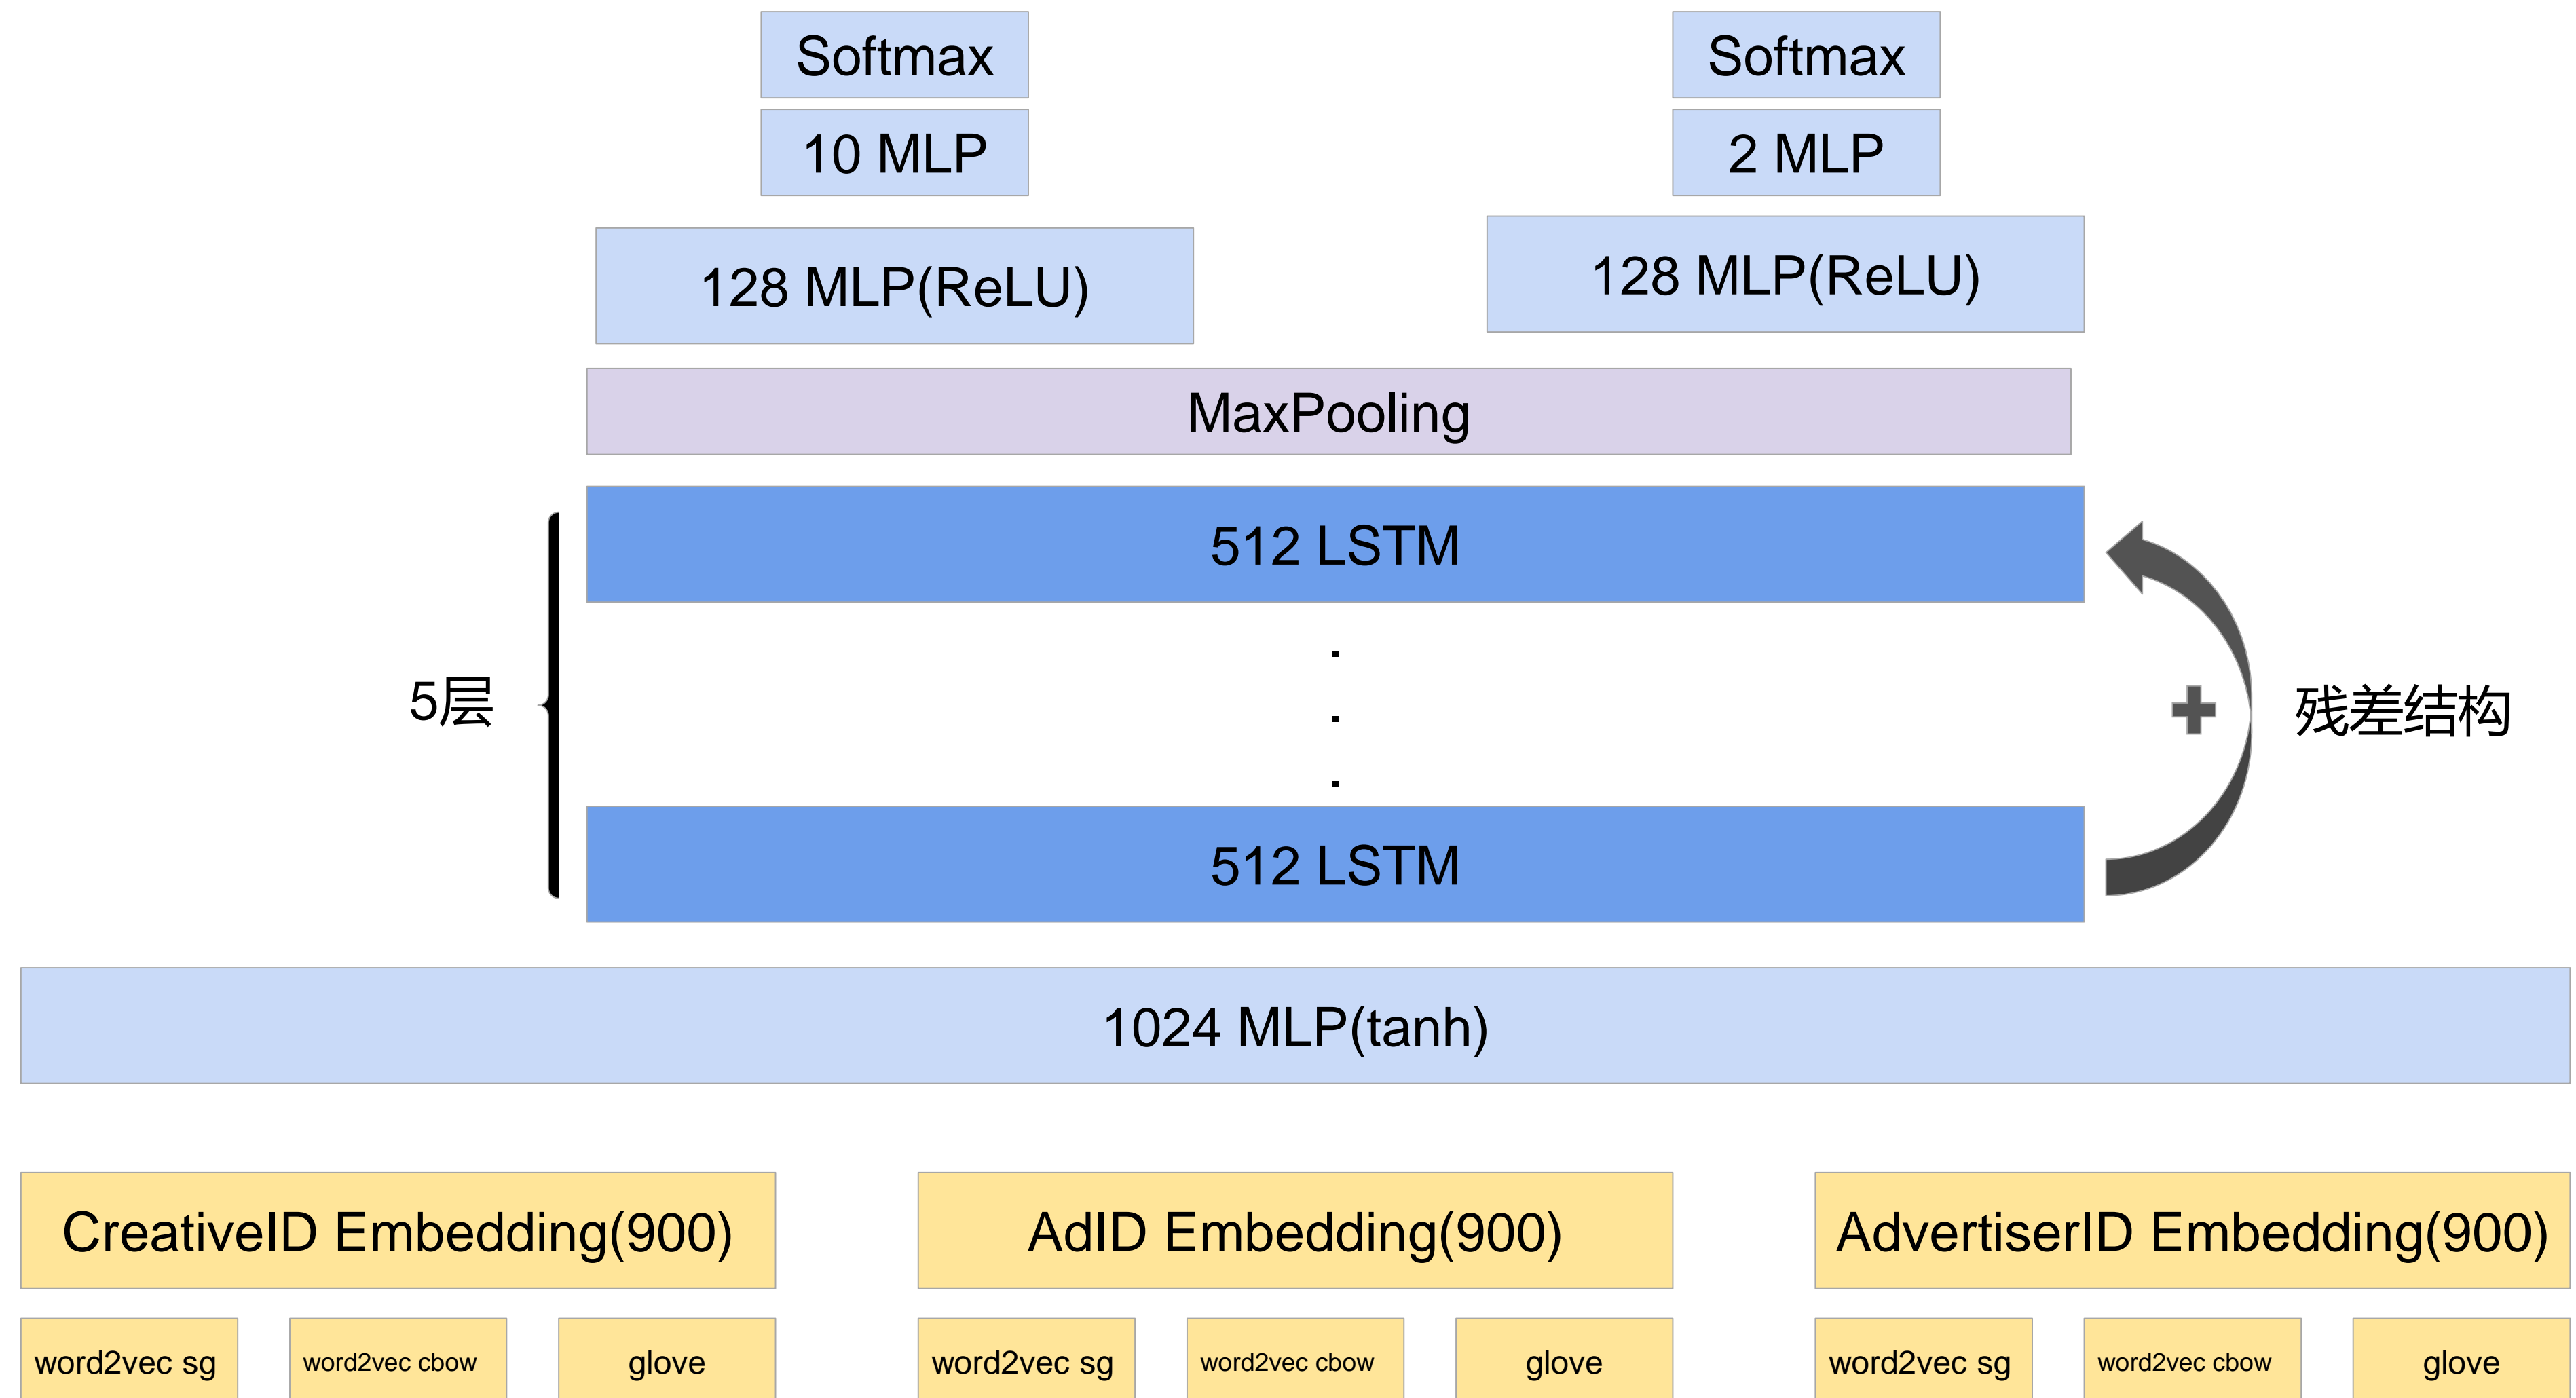 Softmax
Softmax
10 MLP
2 MLP
128 MLP(ReLU)
128 MLP(ReLU)
MaxPooling
512 LSTM
.
.
.
5层
残差结构
512 LSTM
1024 MLP(tanh)
CreativeID Embedding(900)
AdID Embedding(900)
AdvertiserID Embedding(900)
word2vec sg
word2vec cbow
glove
word2vec sg
word2vec cbow
glove
word2vec sg
word2vec cbow
glove